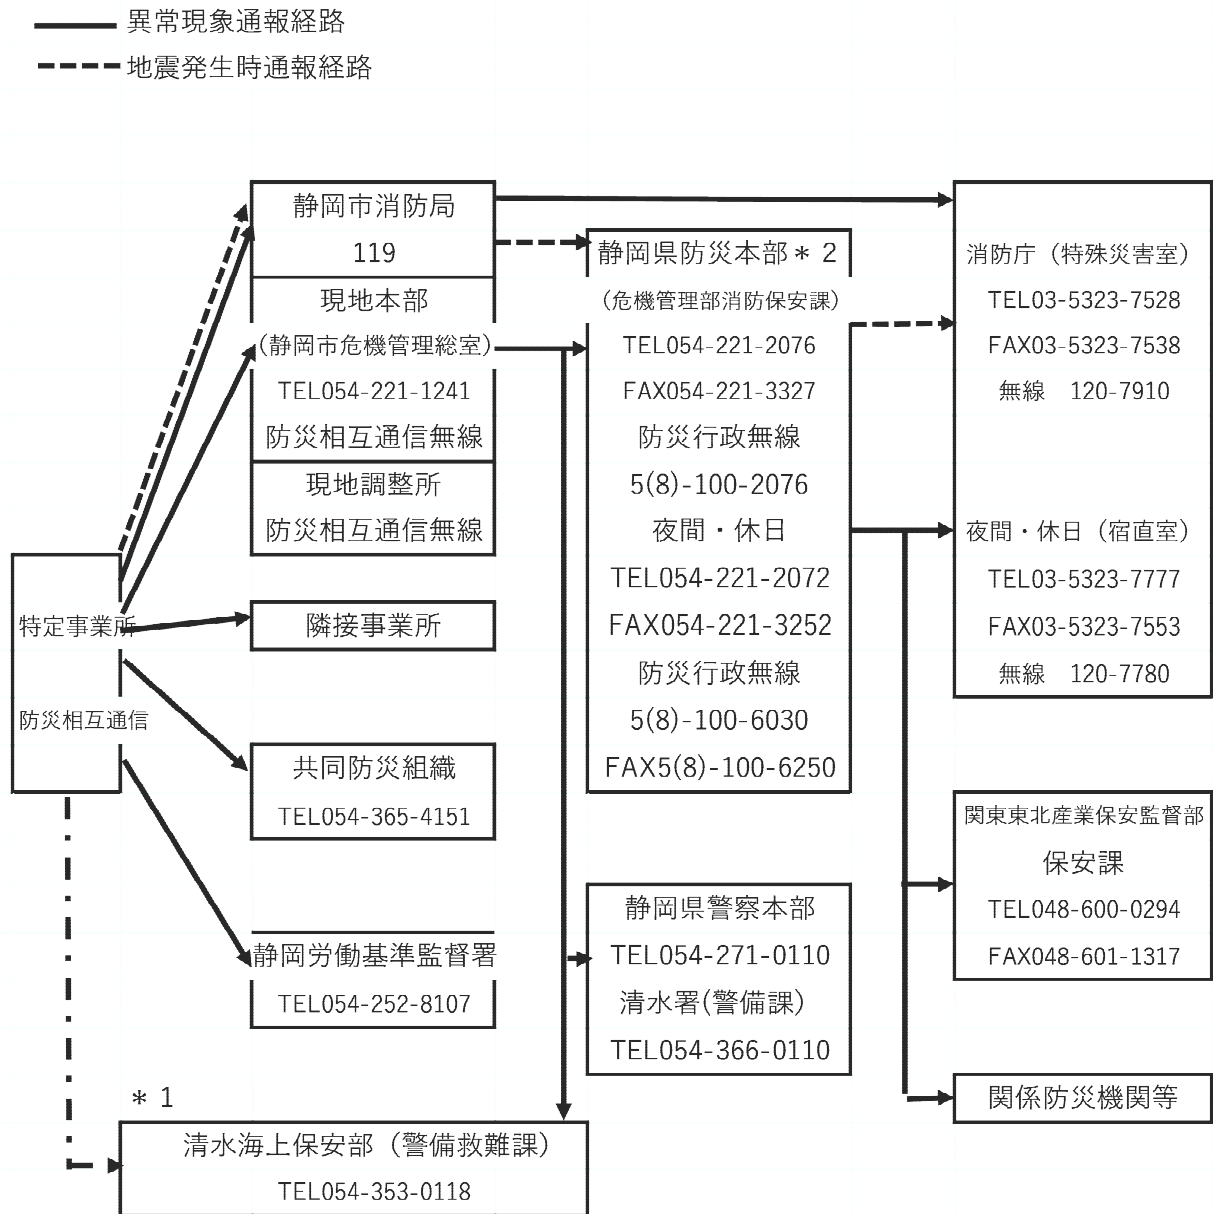 異常現象通報経路
地震発生時通報経路
静岡市消防局
119
現地本部
(静岡市危機管理総室)
TEL054-221-1241
防災相互通信無線
現地調整所
防災相互通信無線
特定事業所
防災相互通信
隣接事業所
共同防災組織
TEL054-365-4151
静岡労働基準監督署
TEL054-252-8107
＊1
清水海上保安部（警備救難課）
TEL054-353-0118
静岡県防災本部＊2
(危機管理部消防保安課)
TEL054-221-2076
FAX054-221-3327
防災行政無線
5(8)-100-2076
夜間・休日
TEL054-221-2072
FAX054-221-3252
防災行政無線
5(8)-100-6030
FAX5(8)-100-6250
静岡県警察本部
TEL054-271-0110
清水署(警備課)
TEL054-366-0110
消防庁（特殊災害室）
TEL03-5323-7528
FAX03-5323-7538
無線　120-7910
夜間・休日（宿直室）
TEL03-5323-7777
FAX03-5323-7553
無線　120-7780
関東東北産業保安監督部
保安課
TEL048-600-0294
FAX048-601-1317
関係防災機関等